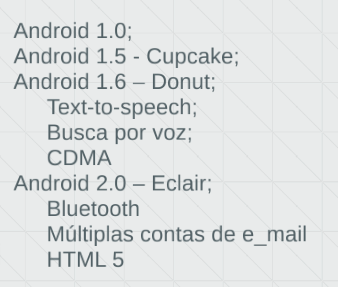 Android 1.0;
Android 1.5 - Cupcake;
Android 1.6 – Donut;
Text-to-speech;
Busca por voz;
CDMA
Android 2.0 – Eclair;
Bluetooth
Múltiplas contas de e_mail
HTML 5